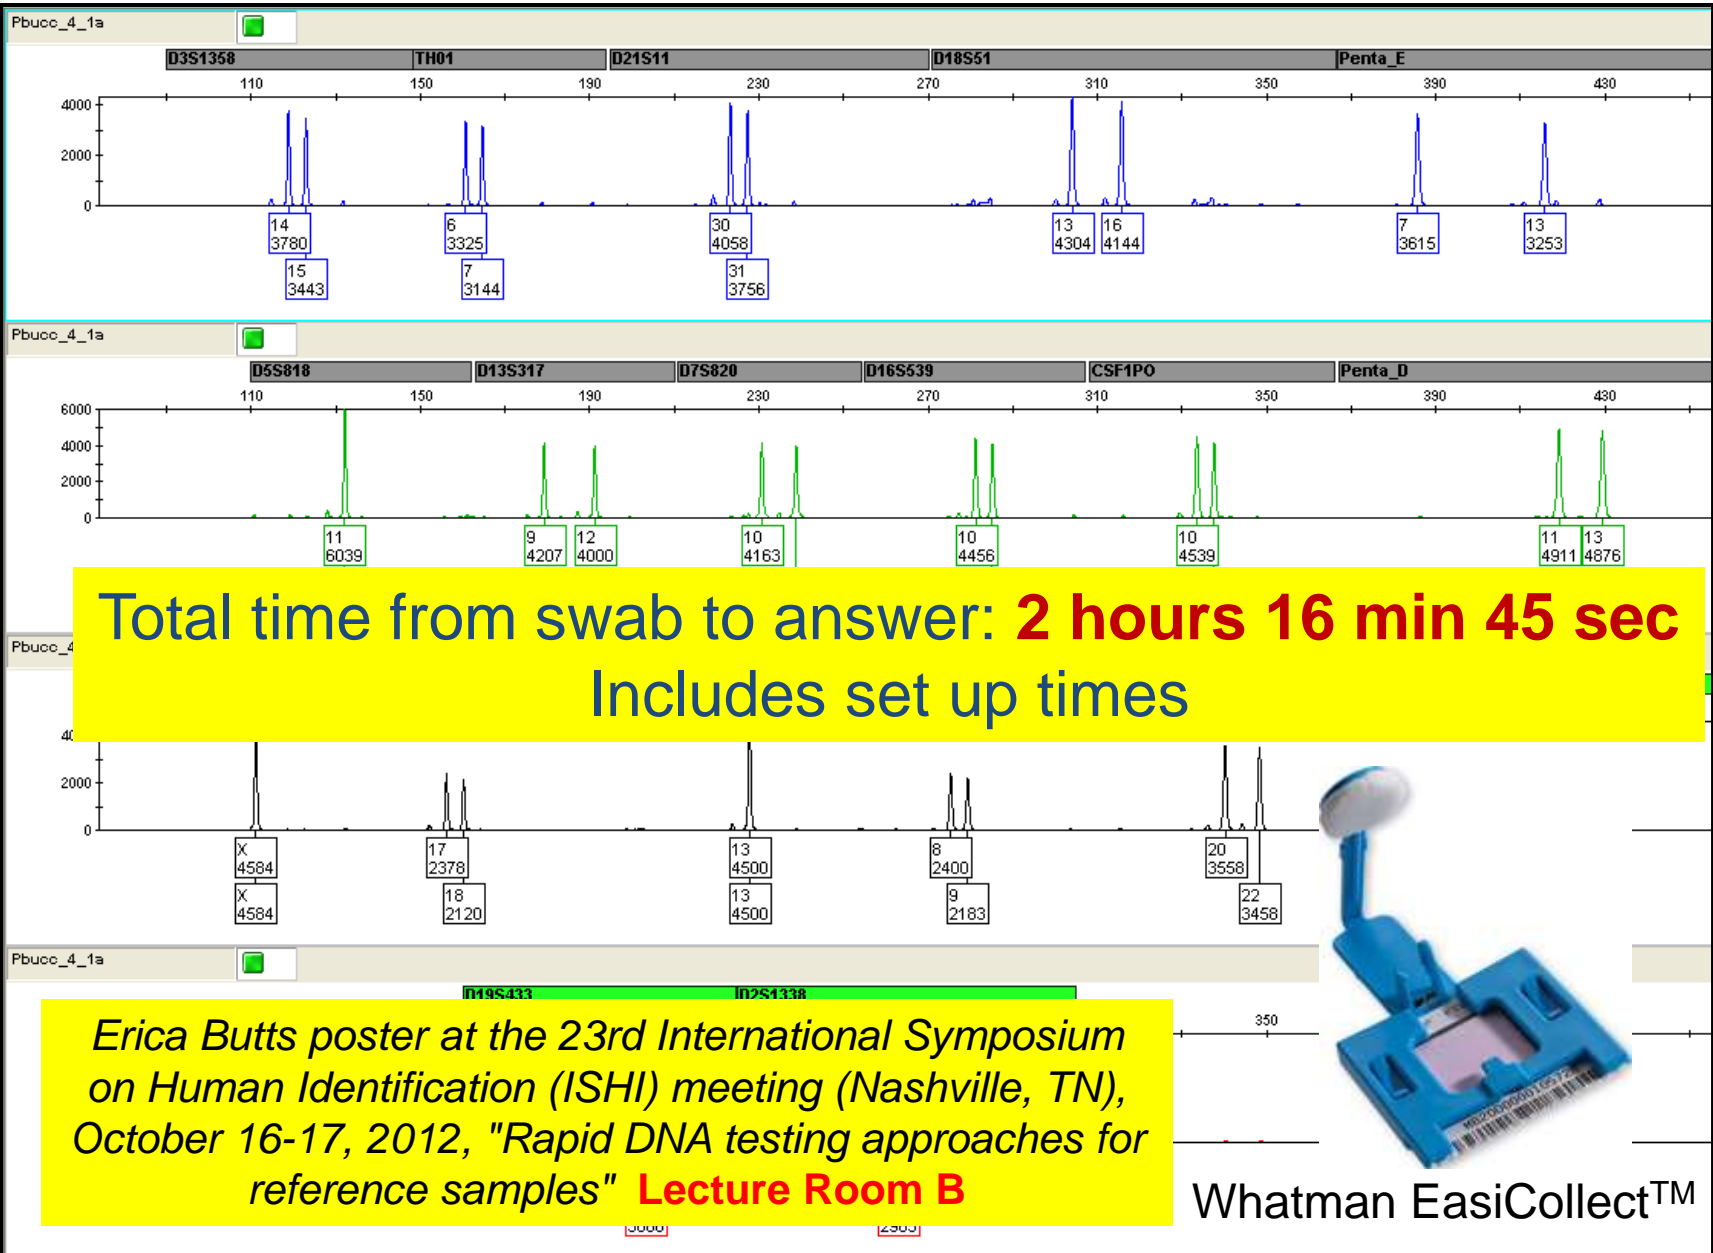 Pbucc_4_1a
D3S1358 TH01 D21S11 D18S51 Penta_E
110 150 190 230 270 310 350 390 430
4000
2000
0
14 6 30 13 16 7 13
3780 3325 4058 4304 4144 3615 3253
15 7 31
3443 3144 3756
Pbucc_4_1a
D5S818 D13S317 D7S820 D16S539 CSF1PO Penta_D
110 150 190 230 270 310 350 390 430
6000
4000
2000
0
11 9 12 10 10 10 11 13
6039 4207 4000 4163 4456 4539 4911 4876
Total time from swab to answer: 2 hours 16 min 45 sec
Includes set up times
2000
0
X 17 13 8 20
4584 2378 4500 2400 3558
X 18 13 9 22
4584 2120 4500 2183 3458
Pbucc_4_1a
D19S433 D2S1338
350
Erica Butts poster at the 23rd International Symposium
on Human Identification (ISHI) meeting (Nashville, TN),
October 16-17, 2012, "Rapid DNA testing approaches for
reference samples" Lecture Room B
Whatman EasiCollect™